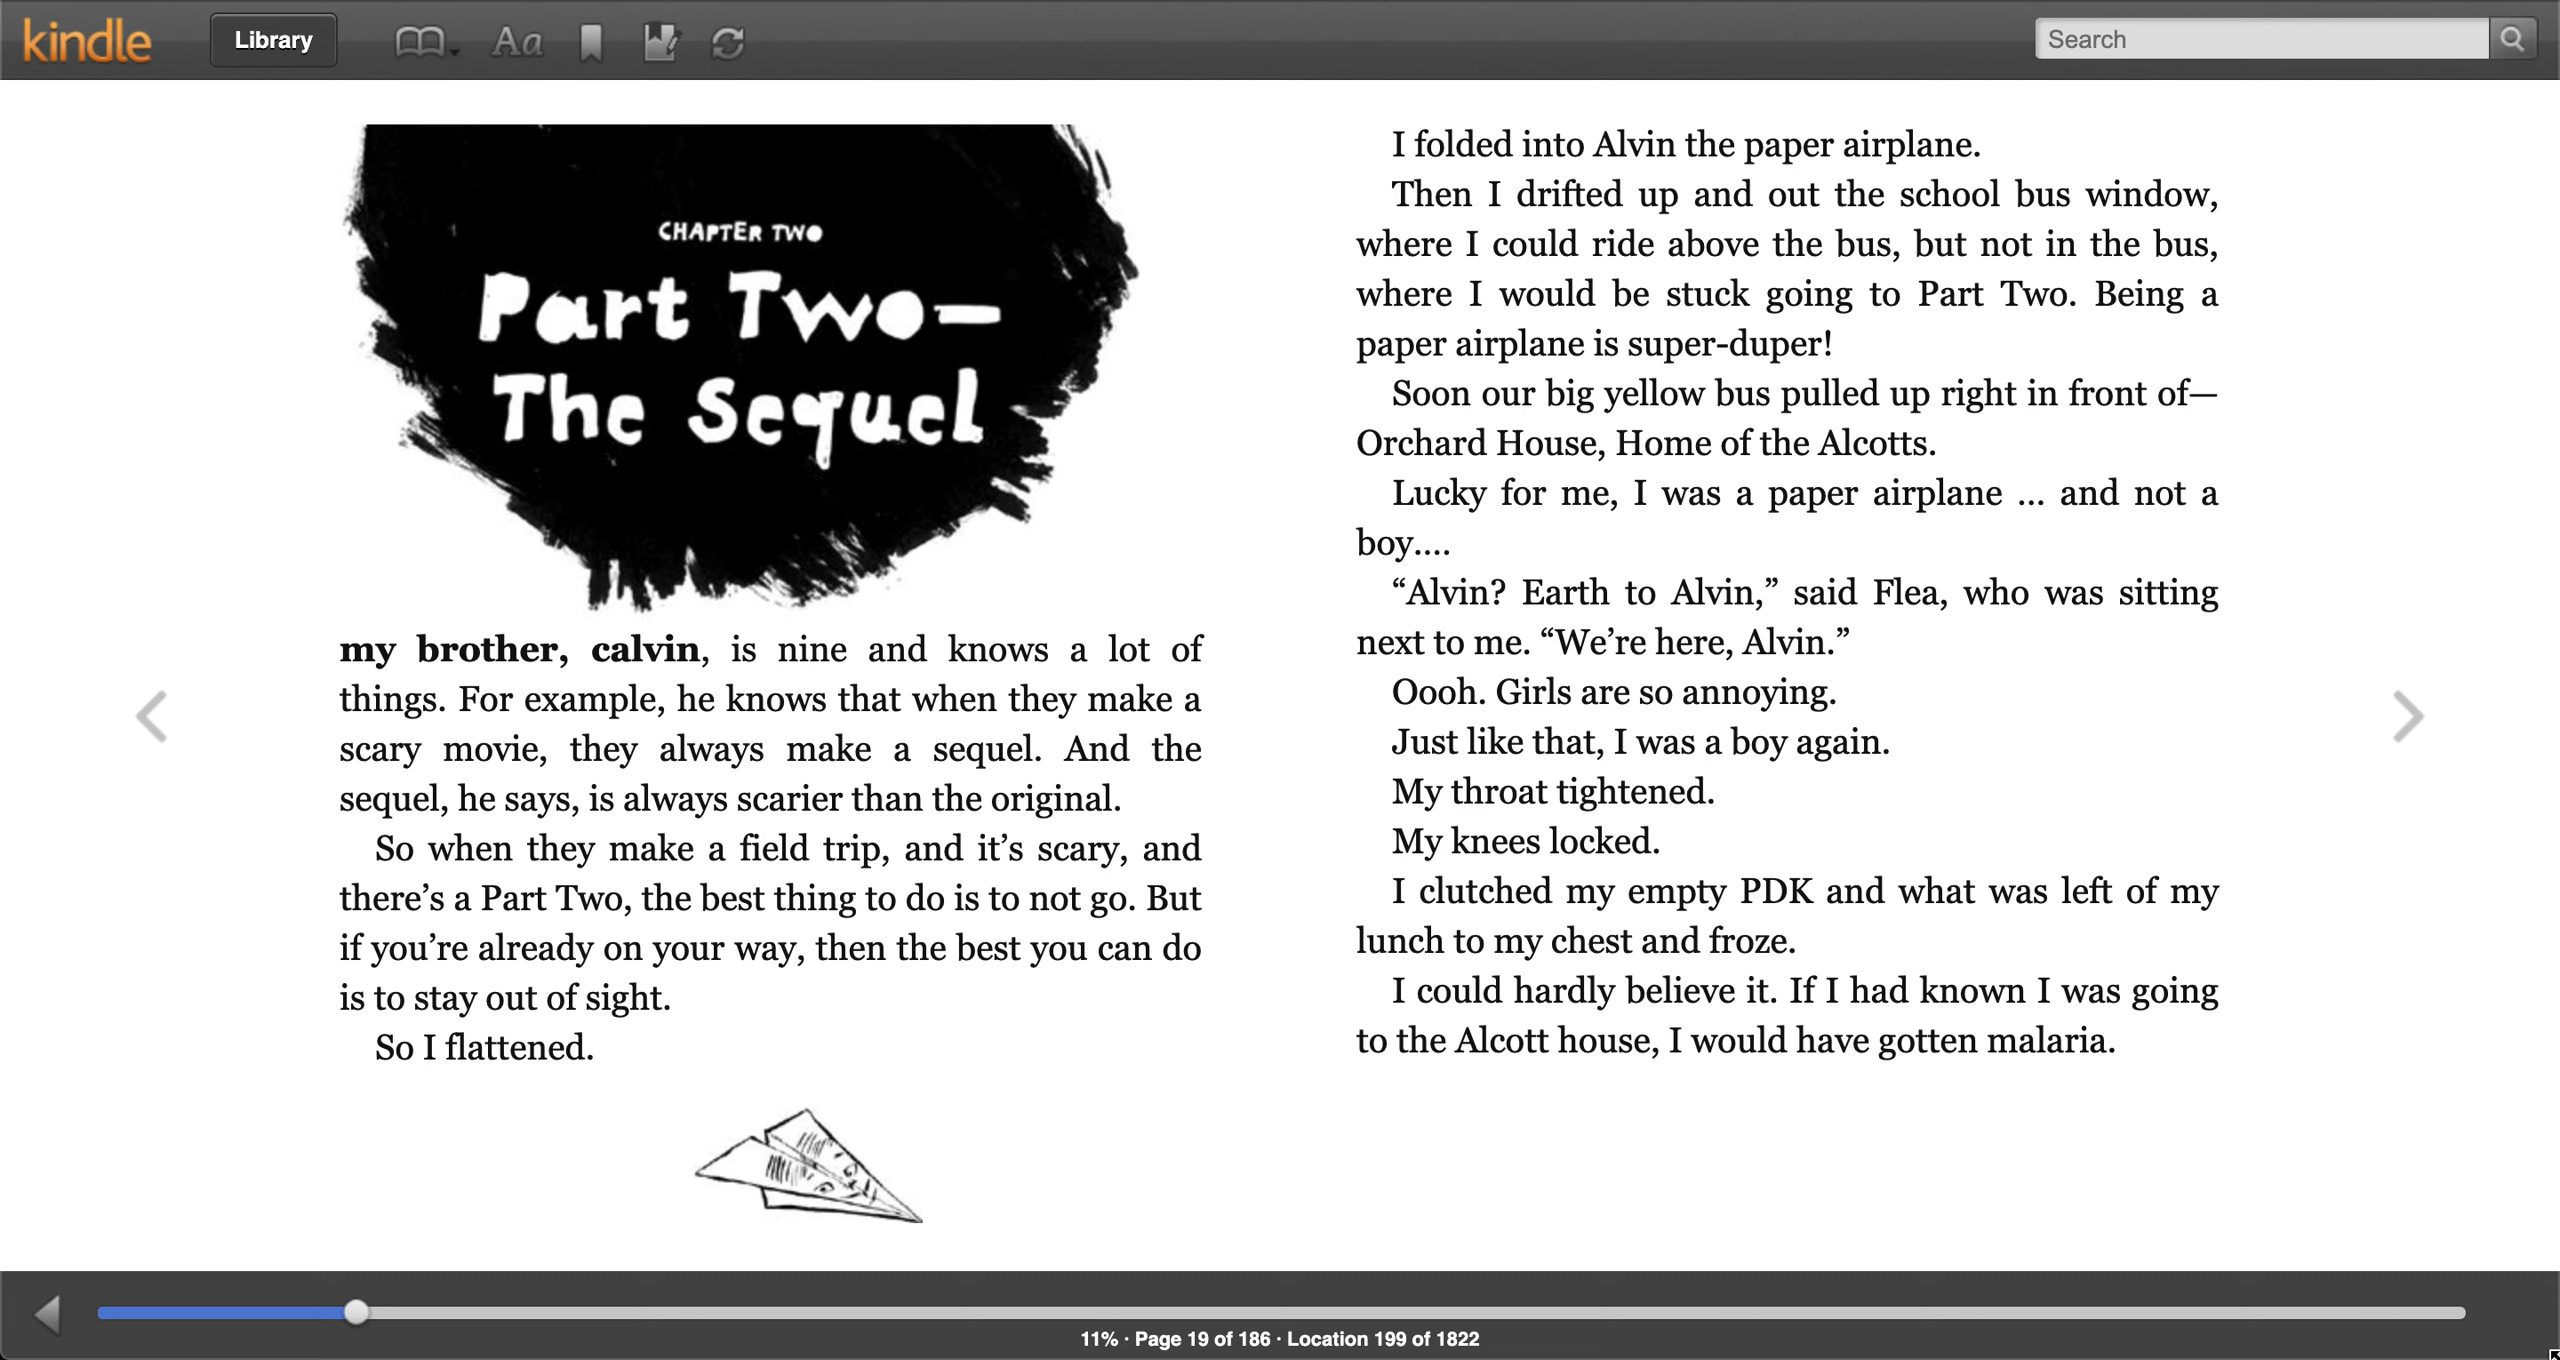 kindle
Library
Aa
Search
CHAPTER TWO
Part Two—
The Sequel
my brother, calvin, is nine and knows a lot of
things. For example, he knows that when they make a
scary movie, they always make a sequel. And the
sequel, he says, is always scarier than the original.
So when they make a field trip, and it’s scary, and
there’s a Part Two, the best thing to do is to not go. But
if you’re already on your way, then the best you can do
is to stay out of sight.
So I flattened.
I folded into Alvin the paper airplane.
Then I drifted up and out the school bus window,
where I could ride above the bus, but not in the bus,
where I would be stuck going to Part Two. Being a
paper airplane is super-duper!
Soon our big yellow bus pulled up right in front of—
Orchard House, Home of the Alcotts.
Lucky for me, I was a paper airplane ... and not a
boy....
“Alvin? Earth to Alvin,” said Flea, who was sitting
next to me. “We’re here, Alvin.”
Oooh. Girls are so annoying.
Just like that, I was a boy again.
My throat tightened.
My knees locked.
I clutched my empty PDK and what was left of my
lunch to my chest and froze.
I could hardly believe it. If I had known I was going
to the Alcott house, I would have gotten malaria.
11% · Page 19 of 186 · Location 199 of 1822